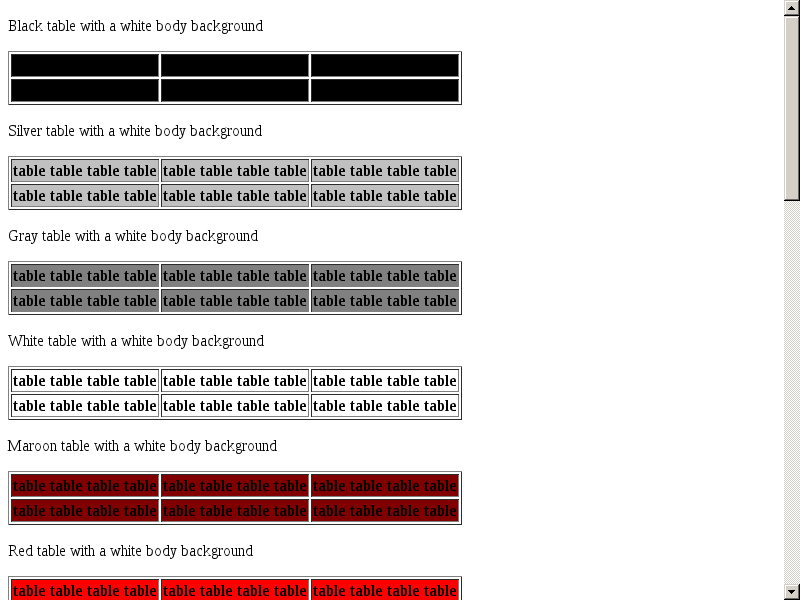 Black table with a white body background
Silver table with a white body background
table table table table table table table table table table table table
table table table table table table table table table table table table
Gray table with a white body background
table table table table table table table table table table table table
table table table table table table table table table table table table
White table with a white body background
table table table table table table table table table table table table
table table table table table table table table table table table table
Maroon table with a white body background
table table table table table table table table table table table table
table table table table table table table table table table table table
Red table with a white body background
table table table table table table table table table table table table